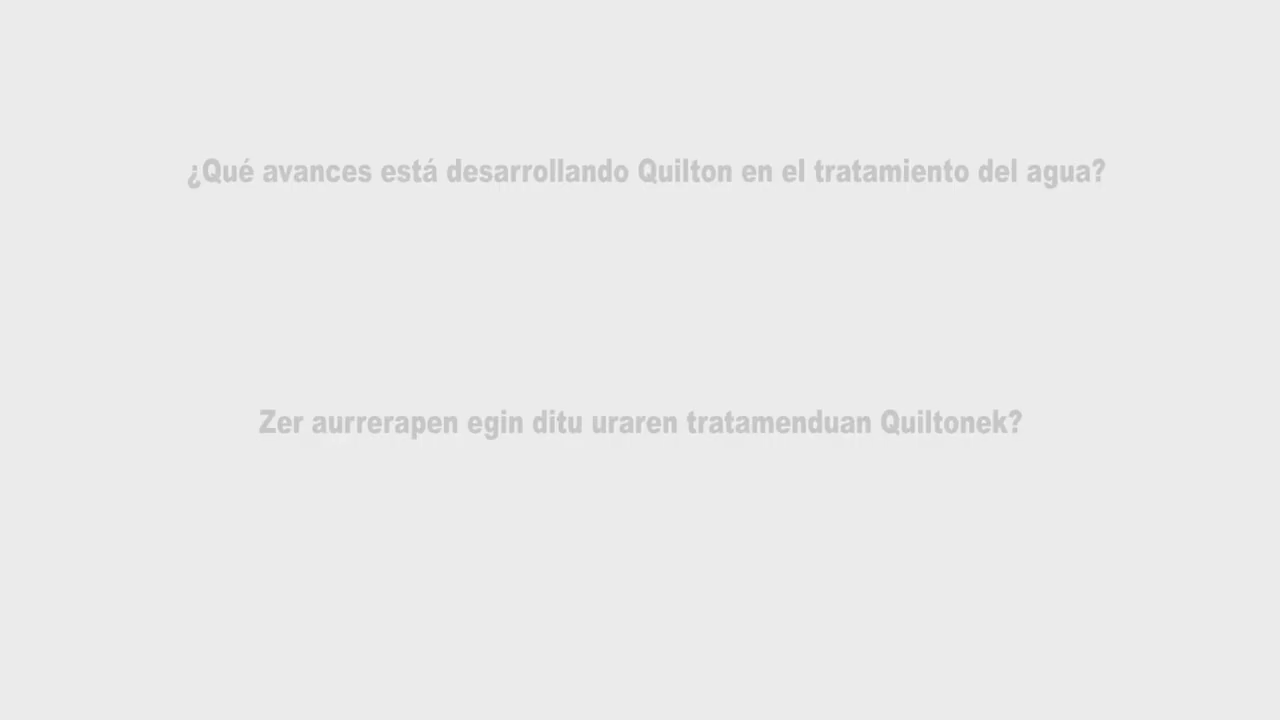 ¿Qué avances está desarrollando Quilton en el tratamiento del agua?
Zer aurrerapen egin ditu uraren tratamenduan Quiltonek?